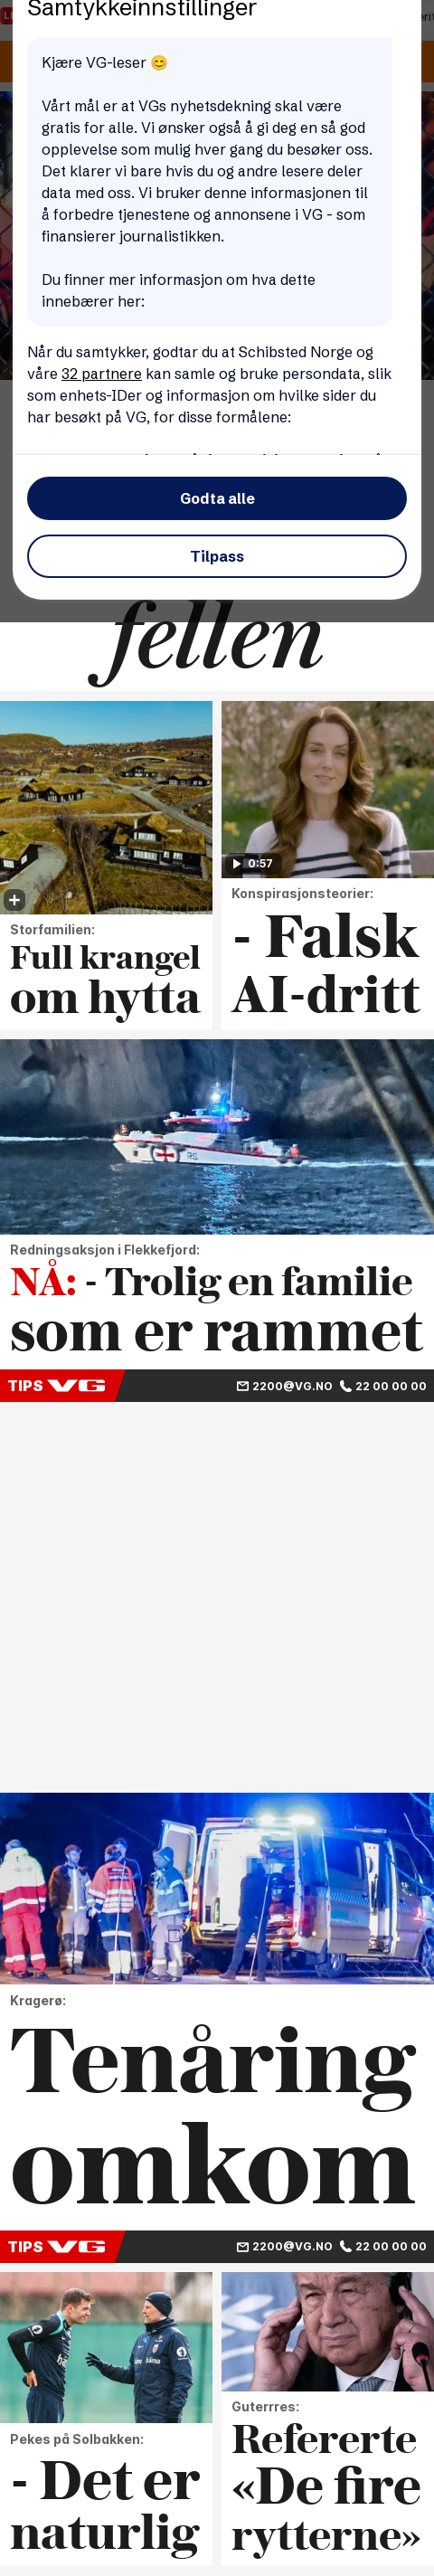 Samtykkeinnstillinger
Kjære VG-leser 😊
Vårt mål er at VGs nyhetsdekning skal være
gratis for alle. Vi ønsker også å gi deg en så god
opplevelse som mulig hver gang du besøker oss.
Det klarer vi bare hvis du og andre lesere deler
data med oss. Vi bruker denne informasjonen til
å forbedre tjenestene og annonsene i VG - som
finansierer journalistikken.
Du finner mer informasjon om hva dette
innebærer her:
Når du samtykker, godtar du at Schibsted Norge og
våre 32 partnere kan samle og bruke persondata, slik
som enhets-IDer og informasjon om hvilke sider du
har besøkt på VG, for disse formålene:
Godta alle
Tilpass
fellen
Storfamilien:
Full krangel
om hytta
0:57
Konspirasjonsteorier:
- Falsk
AI-dritt
RS
Redningsaksjon i Flekkefjord:
NÅ: - Trolig en familie
som er rammet
TIPS VG 2200@VG.NO 22 00 00 00
Kragerø:
Tenåring
omkom
TIPS VG 2200@VG.NO 22 00 00 00
Pekes på Solbakken:
- Det er
naturlig
Guterrres:
Refererte
«De fire
rytterne»